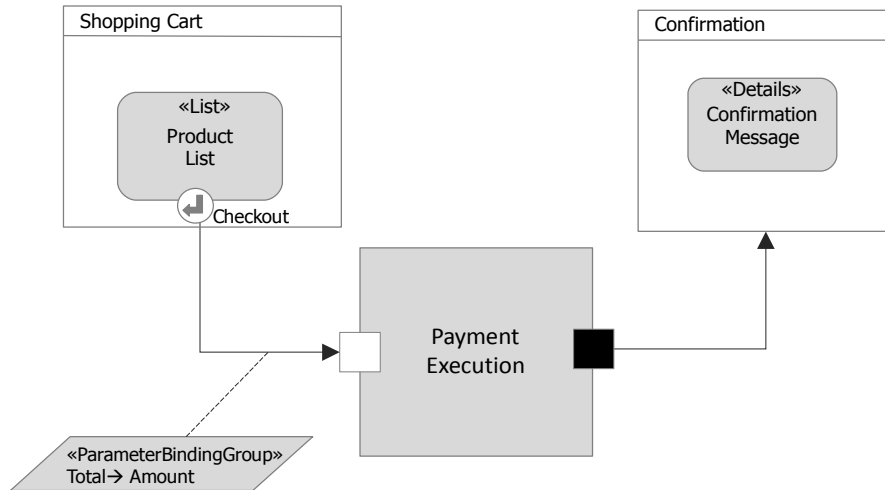 Shopping Cart
«List»
Product
List
Checkout
Confirmation
«Details»
Confirmation
Message
Payment
Execution
«ParameterBindingGroup»
Total→ Amount